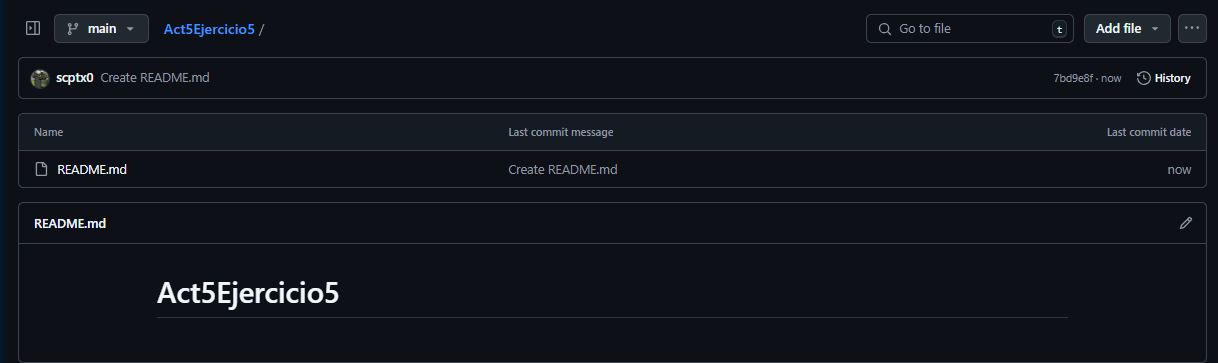 main Act5Ejercicio5 / Go to file t Add file
scptx0 Create README.md 7bd9e8f · now History
Name Last commit message Last commit date
README.md Create README.md now
README.md
Act5Ejercicio5